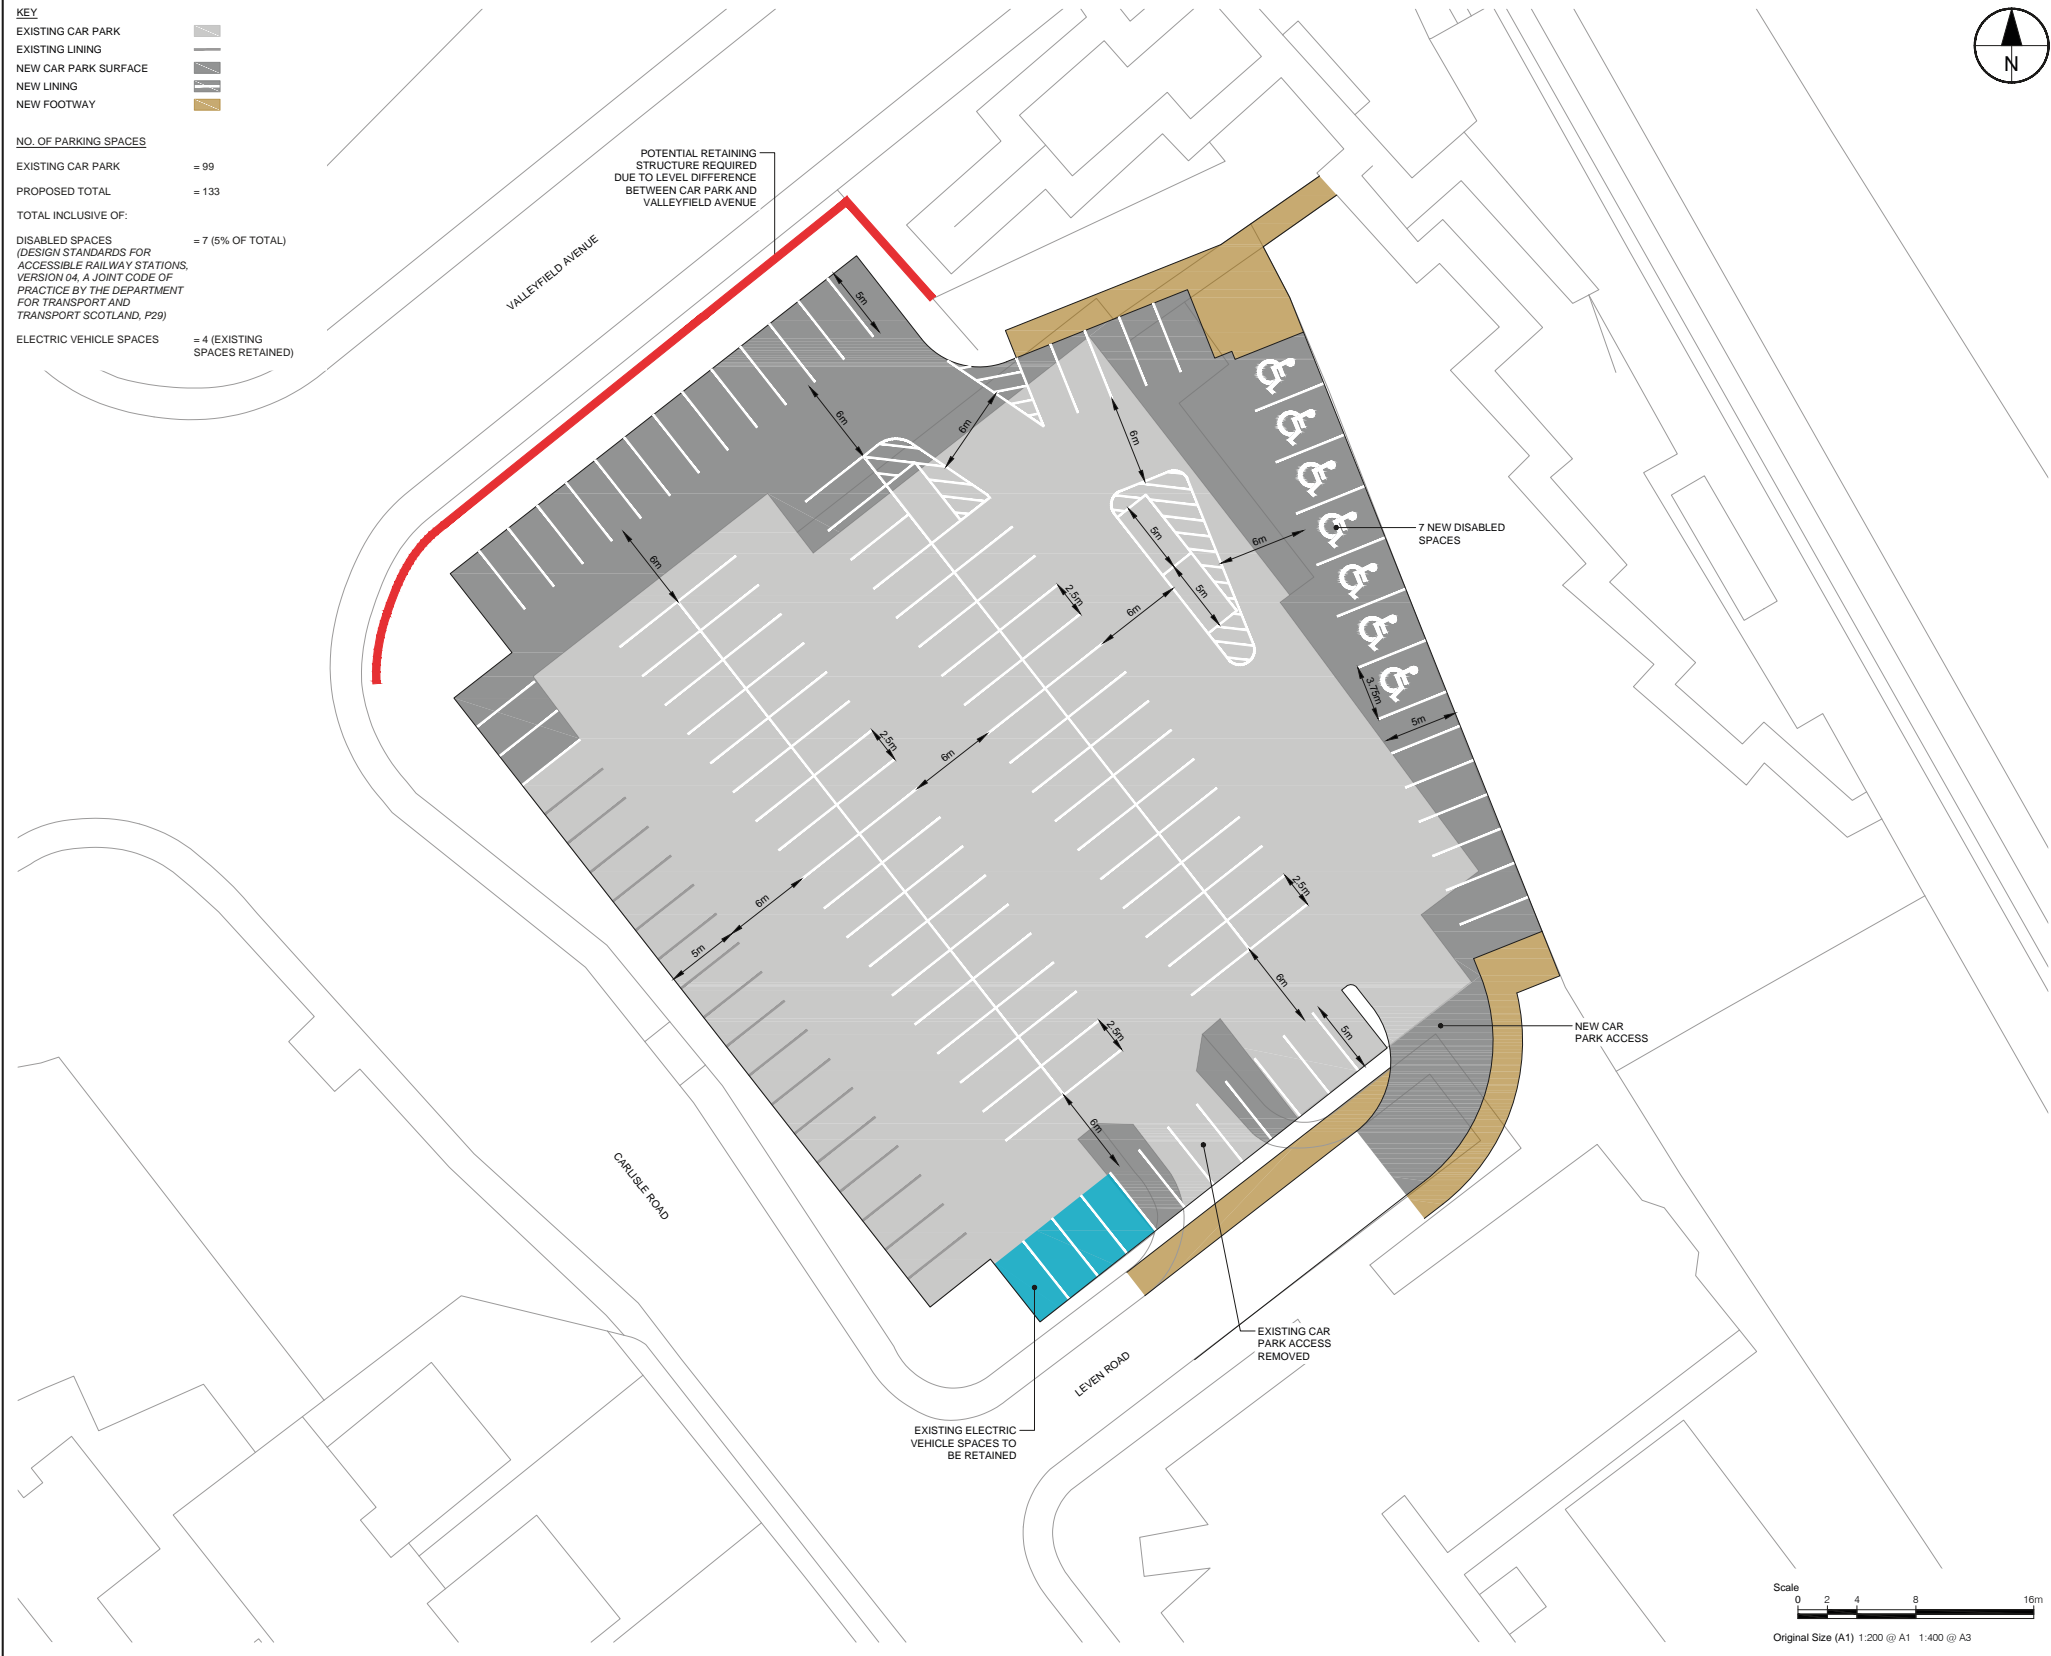 KEY
EXISTING CAR PARK
EXISTING LINING
NEW CAR PARK SURFACE
NEW LINING
NEW FOOTWAY
NO. OF PARKING SPACES
EXISTING CAR PARK = 99
PROPOSED TOTAL = 133
TOTAL INCLUSIVE OF:
DISABLED SPACES = 7 (5% OF TOTAL)
(DESIGN STANDARDS FOR
ACCESSIBLE RAILWAY STATIONS,
VERSION 04, A JOINT CODE OF
PRACTICE BY THE DEPARTMENT
FOR TRANSPORT AND
TRANSPORT SCOTLAND, P29)
ELECTRIC VEHICLE SPACES = 4 (EXISTING
SPACES RETAINED)
N
POTENTIAL RETAINING
STRUCTURE REQUIRED
DUE TO LEVEL DIFFERENCE
BETWEEN CAR PARK AND
VALLEYFIELD AVENUE
VALLEYFIELD AVENUE
5m
6m
6m
6m
6m
5m
6m
5m
2.5m
6m
7 NEW DISABLED
SPACES
3.75m
5m
2.5m
6m
6m
5m
2.5m
6m
5m
2.5m
6m
NEW CAR
PARK ACCESS
CARLISLE ROAD
EXISTING CAR
PARK ACCESS
REMOVED
LEVEN ROAD
EXISTING ELECTRIC
VEHICLE SPACES TO
BE RETAINED
Scale
0 2 4 8 16m
Original Size (A1) 1:200 @ A1 1:400 @ A3